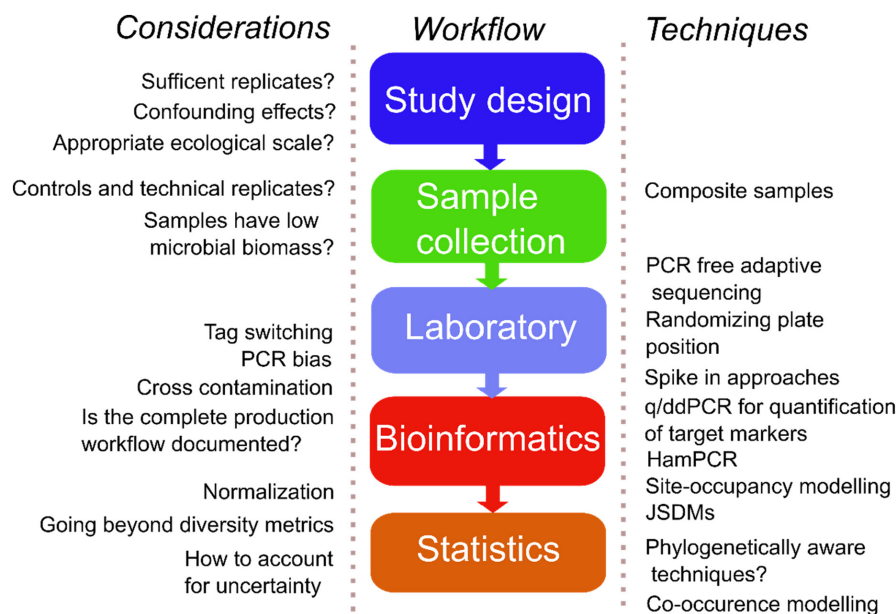 Considerations
Workflow
Techniques
Sufficent replicates?
Confounding effects?
Appropriate ecological scale?
Study design
Controls and technical replicates?
Samples have low
microbial biomass?
Sample
collection
Composite samples
PCR free adaptive
sequencing
Tag switching
PCR bias
Cross contamination
Laboratory
Randomizing plate
position
Spike in approaches
Is the complete production
workflow documented?
Bioinformatics
q/ddPCR for quantification
of target markers
HamPCR
Normalization
Going beyond diversity metrics
How to account
for uncertainty
Statistics
Site-occupancy modelling
JSDMs
Phylogenetically aware
techniques?
Co-occurence modelling